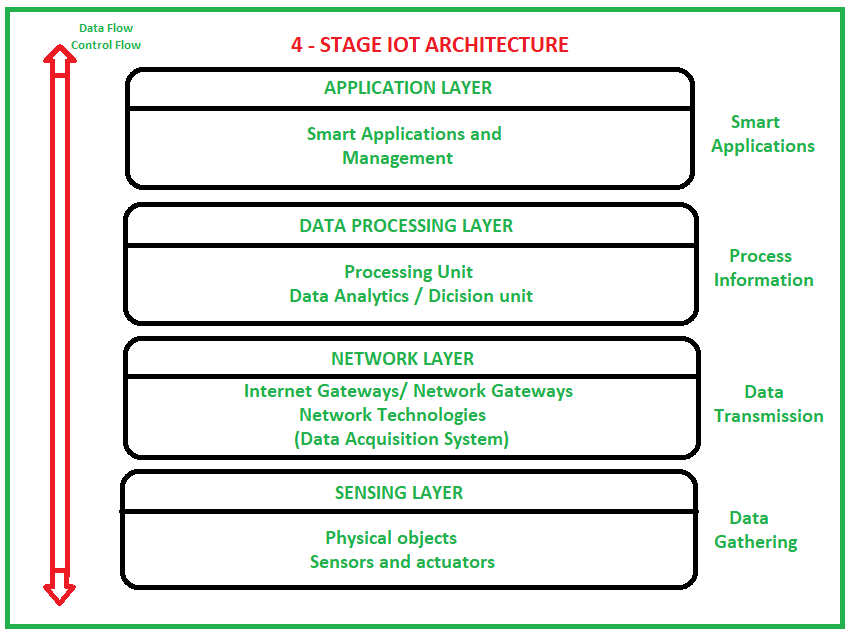 Data Flow
Control Flow
4 - STAGE IOT ARCHITECTURE
APPLICATION LAYER
Smart Applications and
Management
Smart
Applications
DATA PROCESSING LAYER
Processing Unit
Data Analytics / Dicision unit
Process
Information
NETWORK LAYER
Internet Gateways/ Network Gateways
Network Technologies
(Data Acquisition System)
Data
Transmission
SENSING LAYER
Physical objects
Sensors and actuators
Data
Gathering